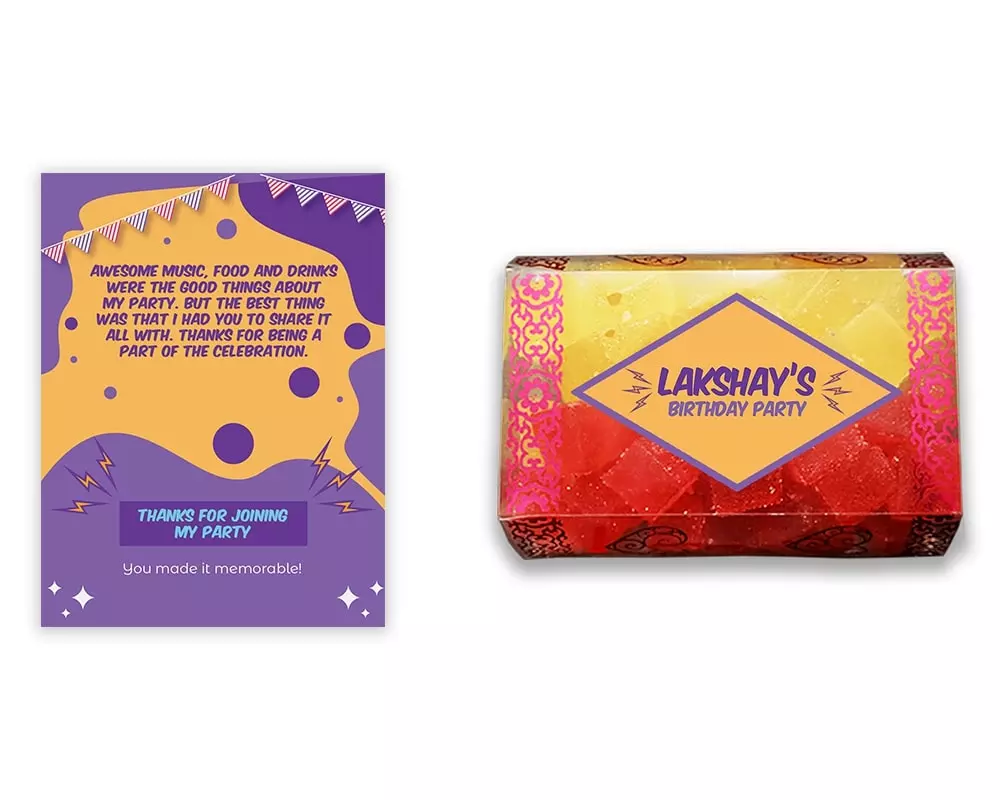 AWESOME MUSIC, FOOD AND DRINKS
WERE THE GOOD THINGS ABOUT
MY PARTY. BUT THE BEST THING
WAS THAT I HAD YOU TO SHARE IT
ALL WITH. THANKS FOR BEING A
PART OF THE CELEBRATION.
THANKS FOR JOINING
MY PARTY
You made it memorable!
LAKSHAY'S
BIRTHDAY PARTY